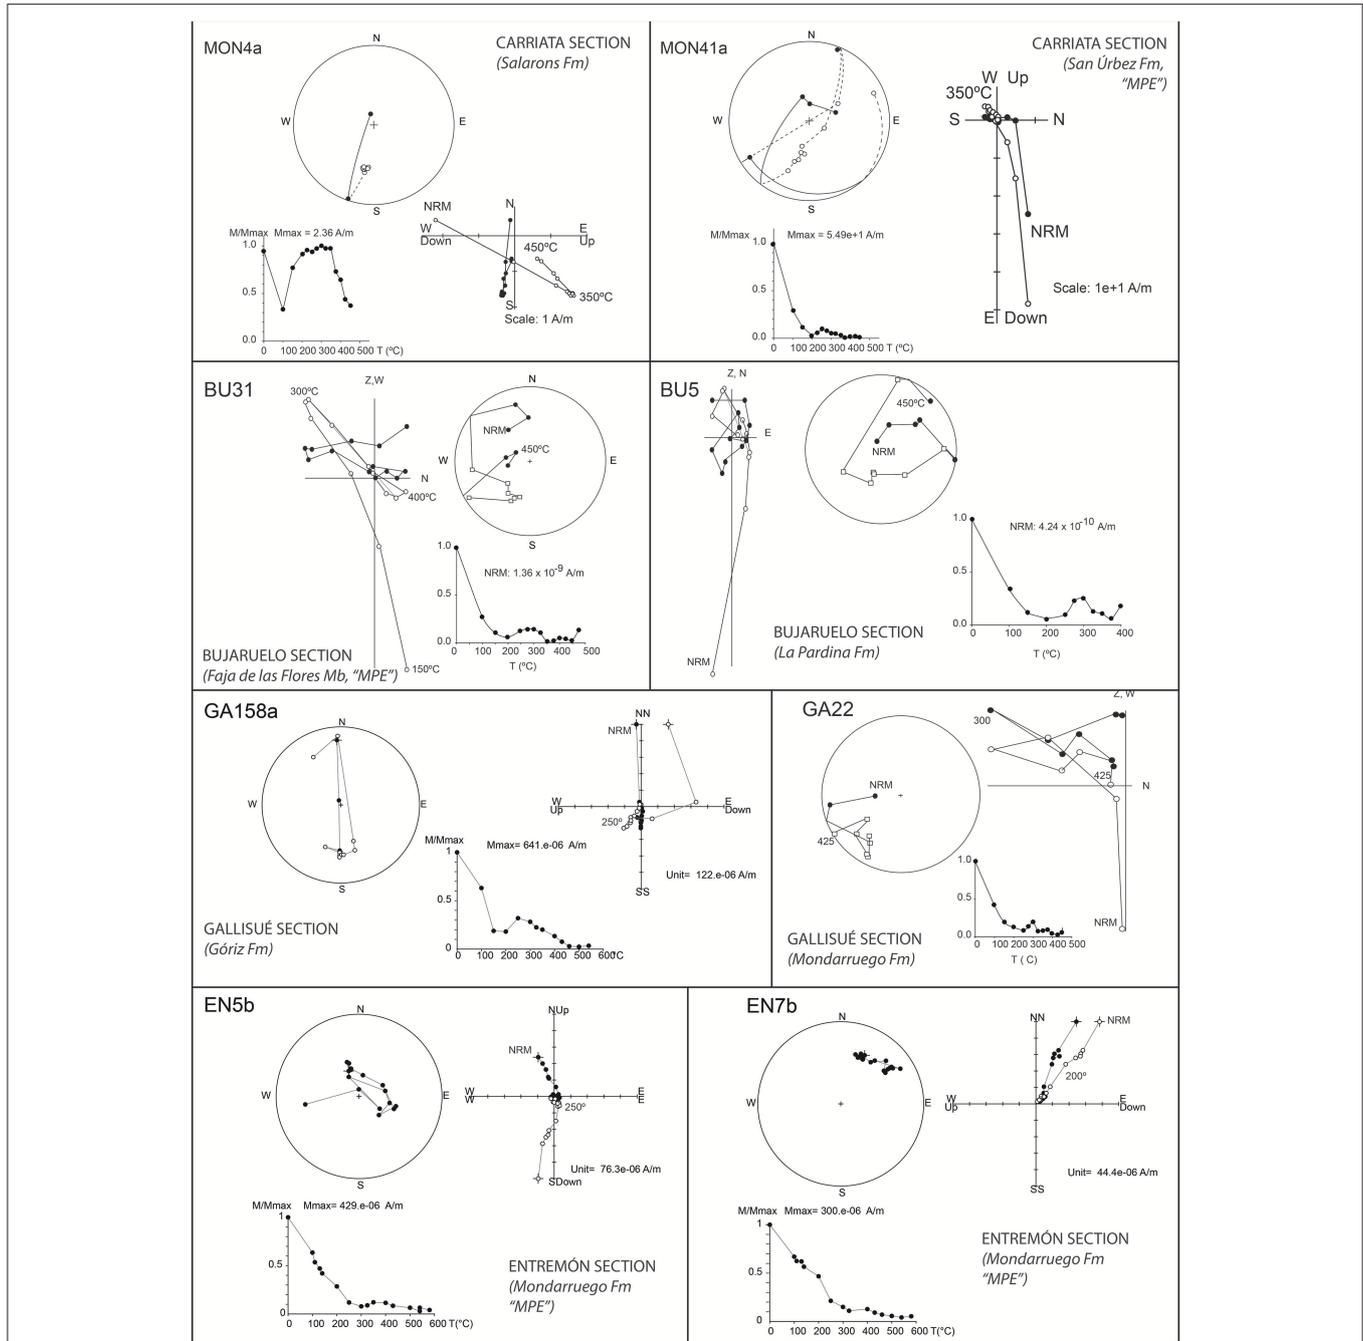 MON4a
CARRIATA SECTION
(Salarons Fm)
N
W
E
S
NRM
N
W
Down
E
Up
450ºC
350ºC
S
Scale: 1 A/m
M/Mmax Mmax = 2.36 A/m
1.0
0.5
0.0
0 100 200 300 400 500 T (ºC)
MON41a
CARRIATA SECTION
(San Úrbez Fm,
"MPE")
N
W
E
S
W Up
350ºC
S N
NRM
Scale: 1e+1 A/m
E Down
M/Mmax Mmax = 5.49e+1 A/m
1.0
0.5
0.0
0 100 200 300 400 500 T (ºC)
BU31
Z,W
300ºC
N
400ºC
150ºC
N
NRM
450ºC
W
E
S
1.0
NRM: 1.36 x 10-9 A/m
0.5
0.0
0 100 200 300 400 500
T (ºC)
BUJARUELO SECTION
(Faja de las Flores Mb, "MPE")
BU5
Z, N
E
NRM
450ºC
NRM
1.0
NRM: 4.24 x 10-10 A/m
0.5
0.0
0 100 200 300 400
T (ºC)
BUJARUELO SECTION
(La Pardina Fm)
GA158a
N
W
E
S
NN
NRM
W
Up
E
Down
250º
SS
Unit= 122.e-06 A/m
M/Mmax
Mmax= 641.e-06 A/m
1
0.5
0
0 100 200 300 400 500 600ºC
GALLISUÉ SECTION
(Góriz Fm)
GA22
Z, W
300
N
425
NRM
NRM
425
1.0
0.5
0.0
0 100 200 300 400 500
T ( C)
GALLISUÉ SECTION
(Mondarruego Fm)
EN5b
N
W
E
S
NUp
NRM
W
W
E
E
250º
SDown
Unit= 76.3e-06 A/m
M/Mmax Mmax= 429.e-06 A/m
1
0.5
0
0 100 200 300 400 500 600 T(ºC)
ENTREMÓN SECTION
(Mondarruego Fm
"MPE")
EN7b
N
W
E
S
NN
NRM
200º
W
Up
E
Down
SS
Unit= 44.4e-06 A/m
M/Mmax Mmax= 300.e-06 A/m
1
0.5
0
0 100 200 300 400 500 600 T(ºC)
ENTREMÓN SECTION
(Mondarruego Fm
"MPE")